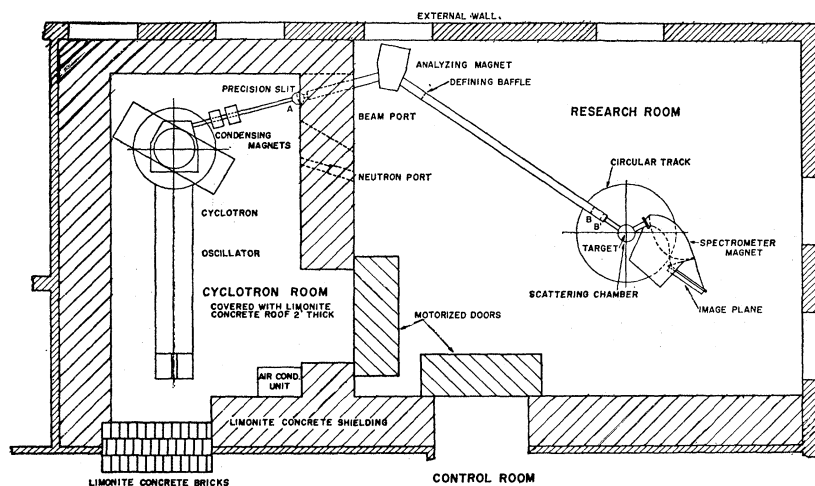 EXTERNAL WALL
ANALYZING MAGNET
PRECISION SLIT
DEFINING BAFFLE
A
RESEARCH ROOM
BEAM PORT
CONDENSING
MAGNETS
CIRCULAR TRACK
NEUTRON PORT
CYCLOTRON
B
B'
OSCILLATOR
TARGET
SPECTROMETER
MAGNET
CYCLOTRON ROOM
COVERED WITH LIMONITE
CONCRETE ROOF 2' THICK
SCATTERING CHAMBER
IMAGE PLANE
MOTORIZED DOORS
AIR COND.
UNIT
LIMONITE CONCRETE SHIELDING
CONTROL ROOM
LIMONITE CONCRETE BRICKS